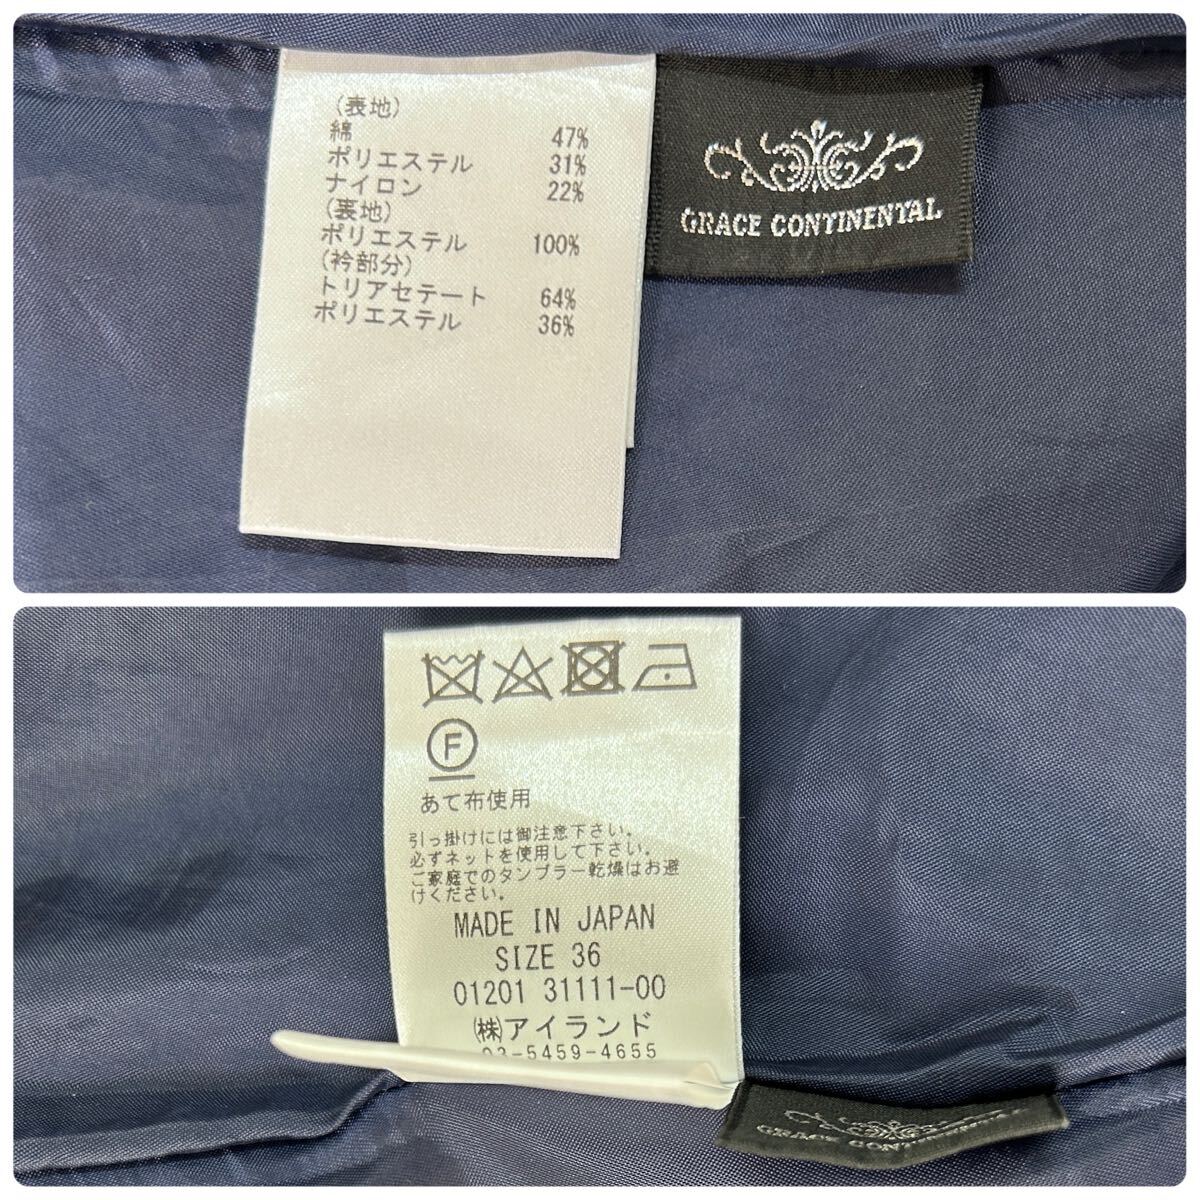 (表地)
綿 47%
ポリエステル 31%
ナイロン 22%
(裏地)
ポリエステル 100%
(衿部分)
トリアセテート 64%
ポリエステル 36%
GRACE CONTINENTAL
F
あて布使用
引っ掛けには御注意下さい。
必ずネットを使用して下さい。
ご家庭でのタンブラー乾燥はお避
けください。
MADE IN JAPAN
SIZE 36
01201 31111-00
㈱アイランド
03-5459-4655
GRACE CONTINENTAL